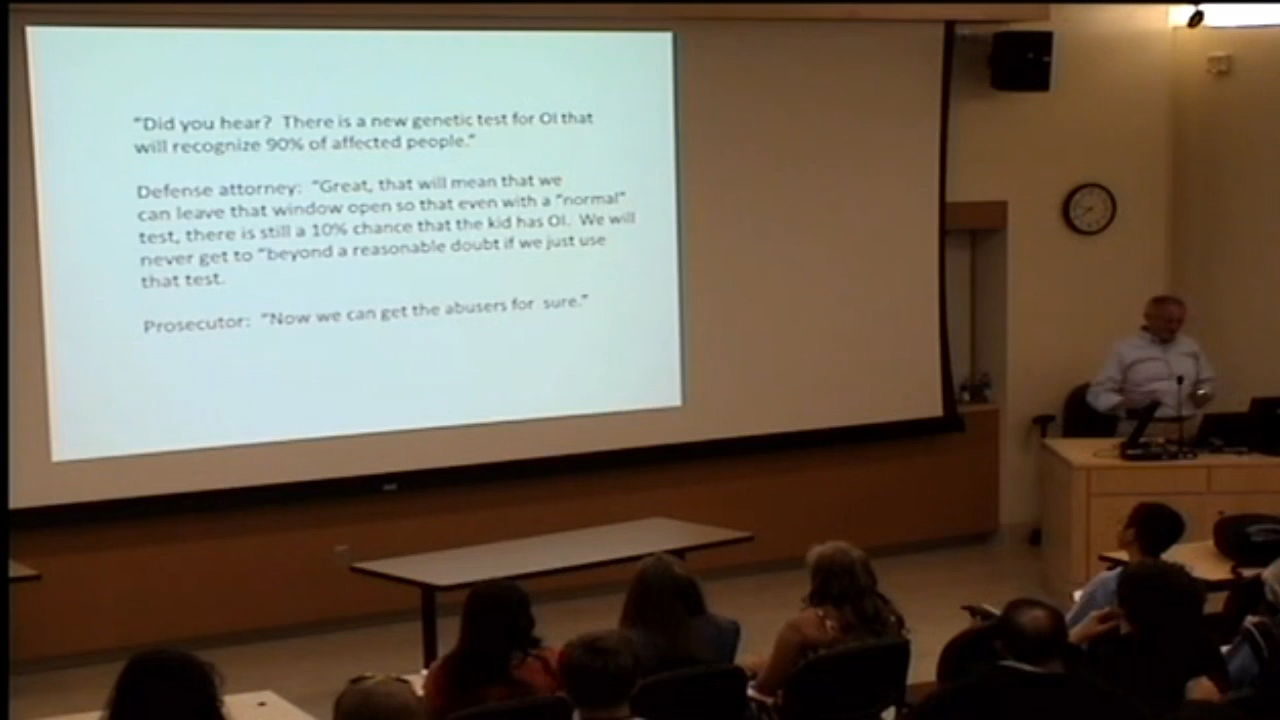 "Did you hear?  There is a new genetic test for OI that
will recognize 90% of affected people."
Defense attorney:  "Great, that will mean that we
can leave that window open so that even with a "normal"
test, there is still a 10% chance that the kid has OI.  We will
never get to "beyond a reasonable doubt if we just use
that test.
Prosecutor:  "Now we can get the abusers for  sure."